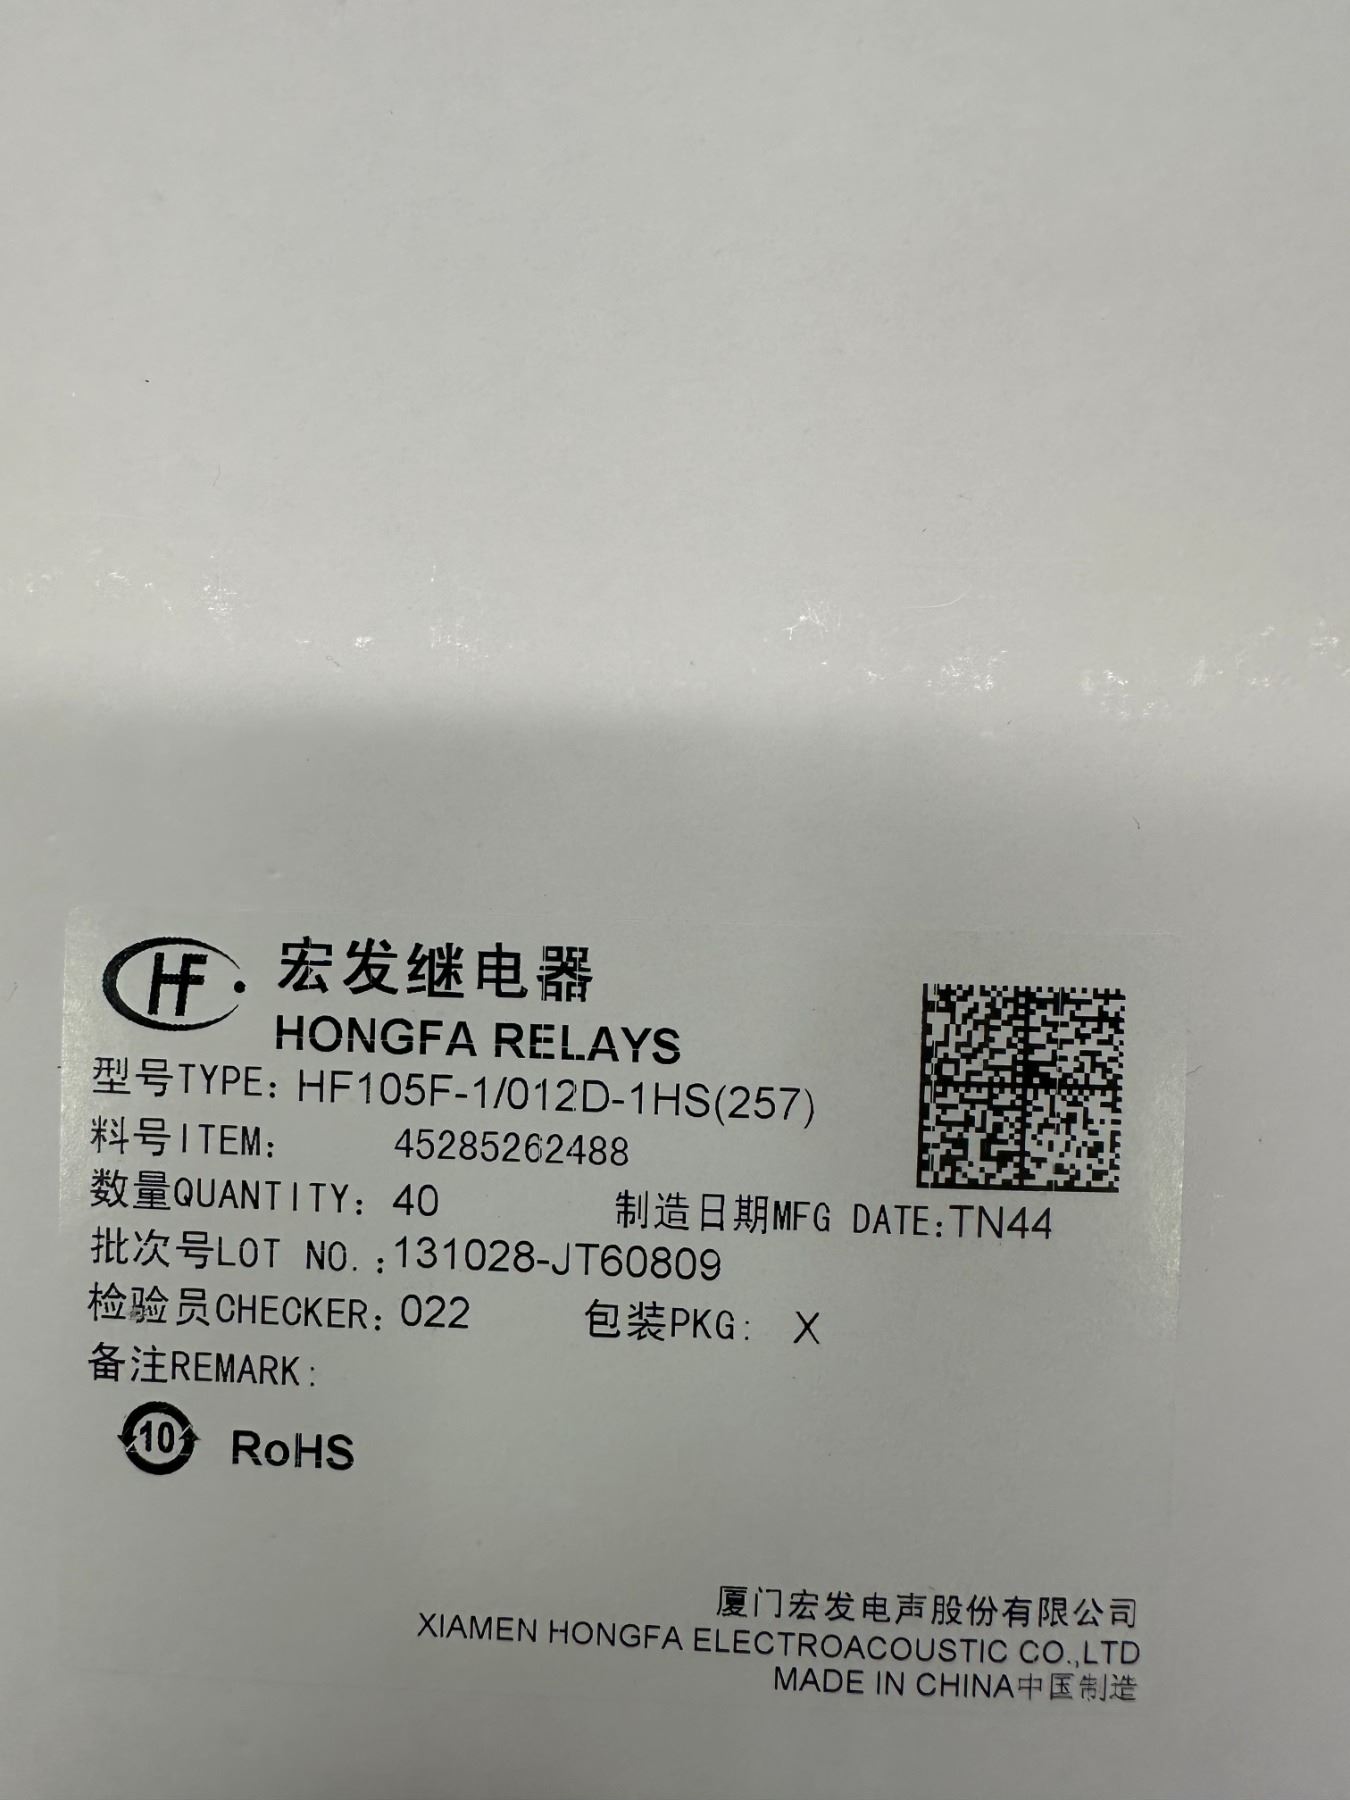 HF
宏发继电器
HONGFA RELAYS
型号TYPE: HF105F-1/012D-1HS(257)
料号ITEM: 45285262488
数量QUANTITY: 40 制造日期MFG DATE:TN44
批次号LOT NO.:131028-JT60809
检验员CHECKER: 022 包装PKG: X
备注REMARK:
10 RoHS
厦门宏发电声股份有限公司
XIAMEN HONGFA ELECTROACOUSTIC CO.,LTD
MADE IN CHINA中国制造